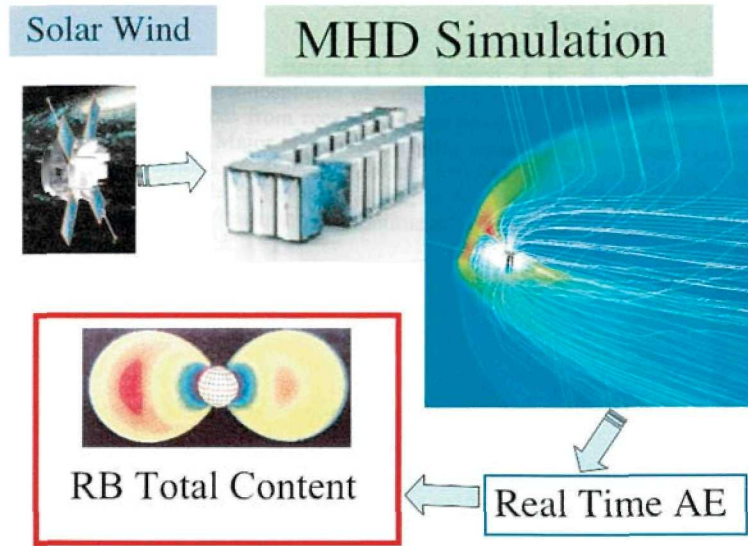 Solar Wind
MHD Simulation
RB Total Content
Real Time AE